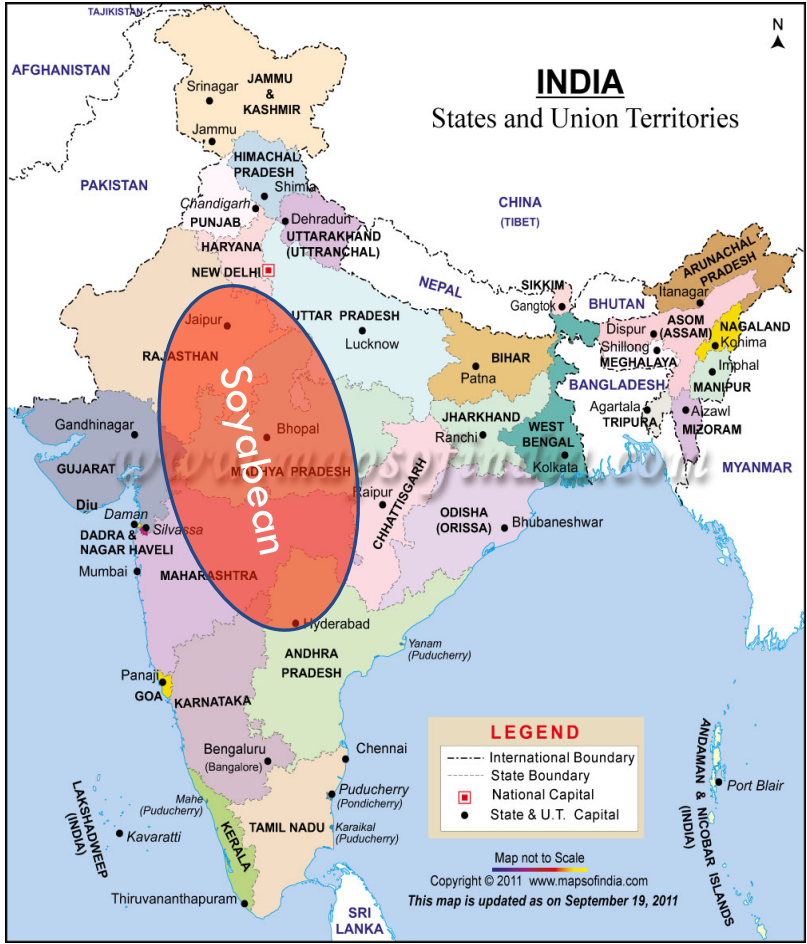 TAJIKISTAN
AFGHANISTAN
JAMMU
&
KASHMIR
Srinagar
Jammu
N
INDIA
States and Union Territories
HIMACHAL
PRADESH
Shimla
PAKISTAN
Chandigarh
PUNJAB
CHINA
(TIBET)
Dehradun
UTTARAKHAND
(UTTRANCHAL)
HARYANA
NEW DELHI
NEPAL
SIKKIM
Gangtok
BHUTAN
ARUNACHAL
PRADESH
Itanagar
Jaipur
UTTAR PRADESH
Lucknow
RAJASTHAN
Dispur
ASOM
(ASSAM)
NAGALAND
Shillong
Kohima
MEGHALAYA
BIHAR
Patna
Imphal
MANIPUR
BANGLADESH
Soyabean
Gandhinagar
Bhopal
JHARKHAND
Ranchi
WEST
BENGAL
Kolkata
Agartala
TRIPURA
Aizawl
MIZORAM
GUJARAT
MADHYA PRADESH
www.mapsofindia.com
MYANMAR
Raipur
CHHATTISGARH
Diu
Daman
Silvassa
DADRA &
NAGAR HAVELI
ODISHA
(ORISSA)
Bhubaneshwar
Mumbai
MAHARASHTRA
Hyderabad
Yanam
(Puducherry)
ANDHRA
PRADESH
Panaji
GOA
KARNATAKA
Bengaluru
(Bangalore)
Chennai
Puducherry
(Pondicherry)
Mahe
(Puducherry)
TAMIL NADU
Karaikal
(Puducherry)
KERALA
LAKSHADWEEP
(INDIA)
Kavaratti
Thiruvananthapuram
SRI
LANKA
LEGEND
International Boundary
State Boundary
National Capital
State & U.T. Capital
Map not to Scale
Copyright © 2011 www.mapsofindia.com
This map is updated as on September 19, 2011
ANDAMAN & NICOBAR ISLANDS
(INDIA)
Port Blair